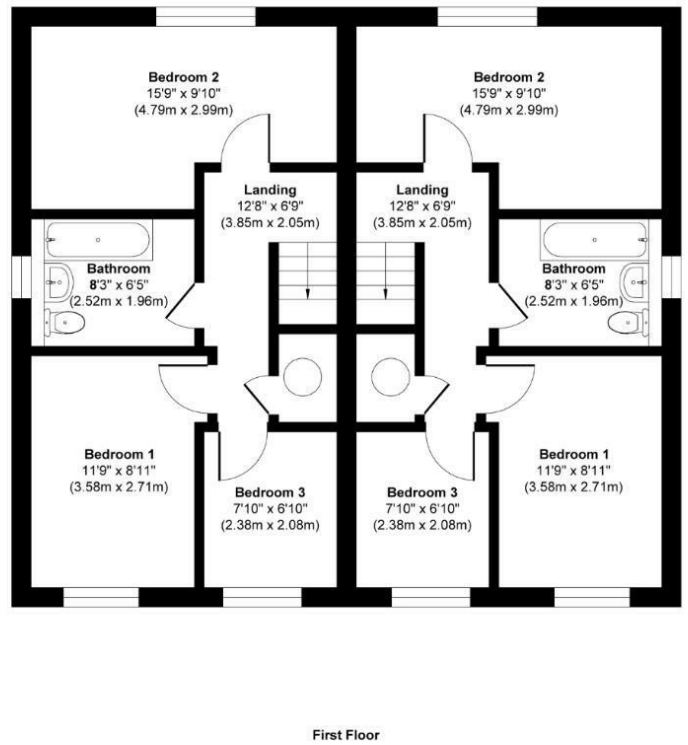 Bedroom 2
15'9" x 9'10"
(4.79m x 2.99m)
Bedroom 2
15'9" x 9'10"
(4.79m x 2.99m)
Landing
12'8" x 6'9"
(3.85m x 2.05m)
Landing
12'8" x 6'9"
(3.85m x 2.05m)
Bathroom
8'3" x 6'5"
(2.52m x 1.96m)
Bathroom
8'3" x 6'5"
(2.52m x 1.96m)
Bedroom 1
11'9" x 8'11"
(3.58m x 2.71m)
Bedroom 3
7'10" x 6'10"
(2.38m x 2.08m)
Bedroom 3
7'10" x 6'10"
(2.38m x 2.08m)
Bedroom 1
11'9" x 8'11"
(3.58m x 2.71m)
First Floor